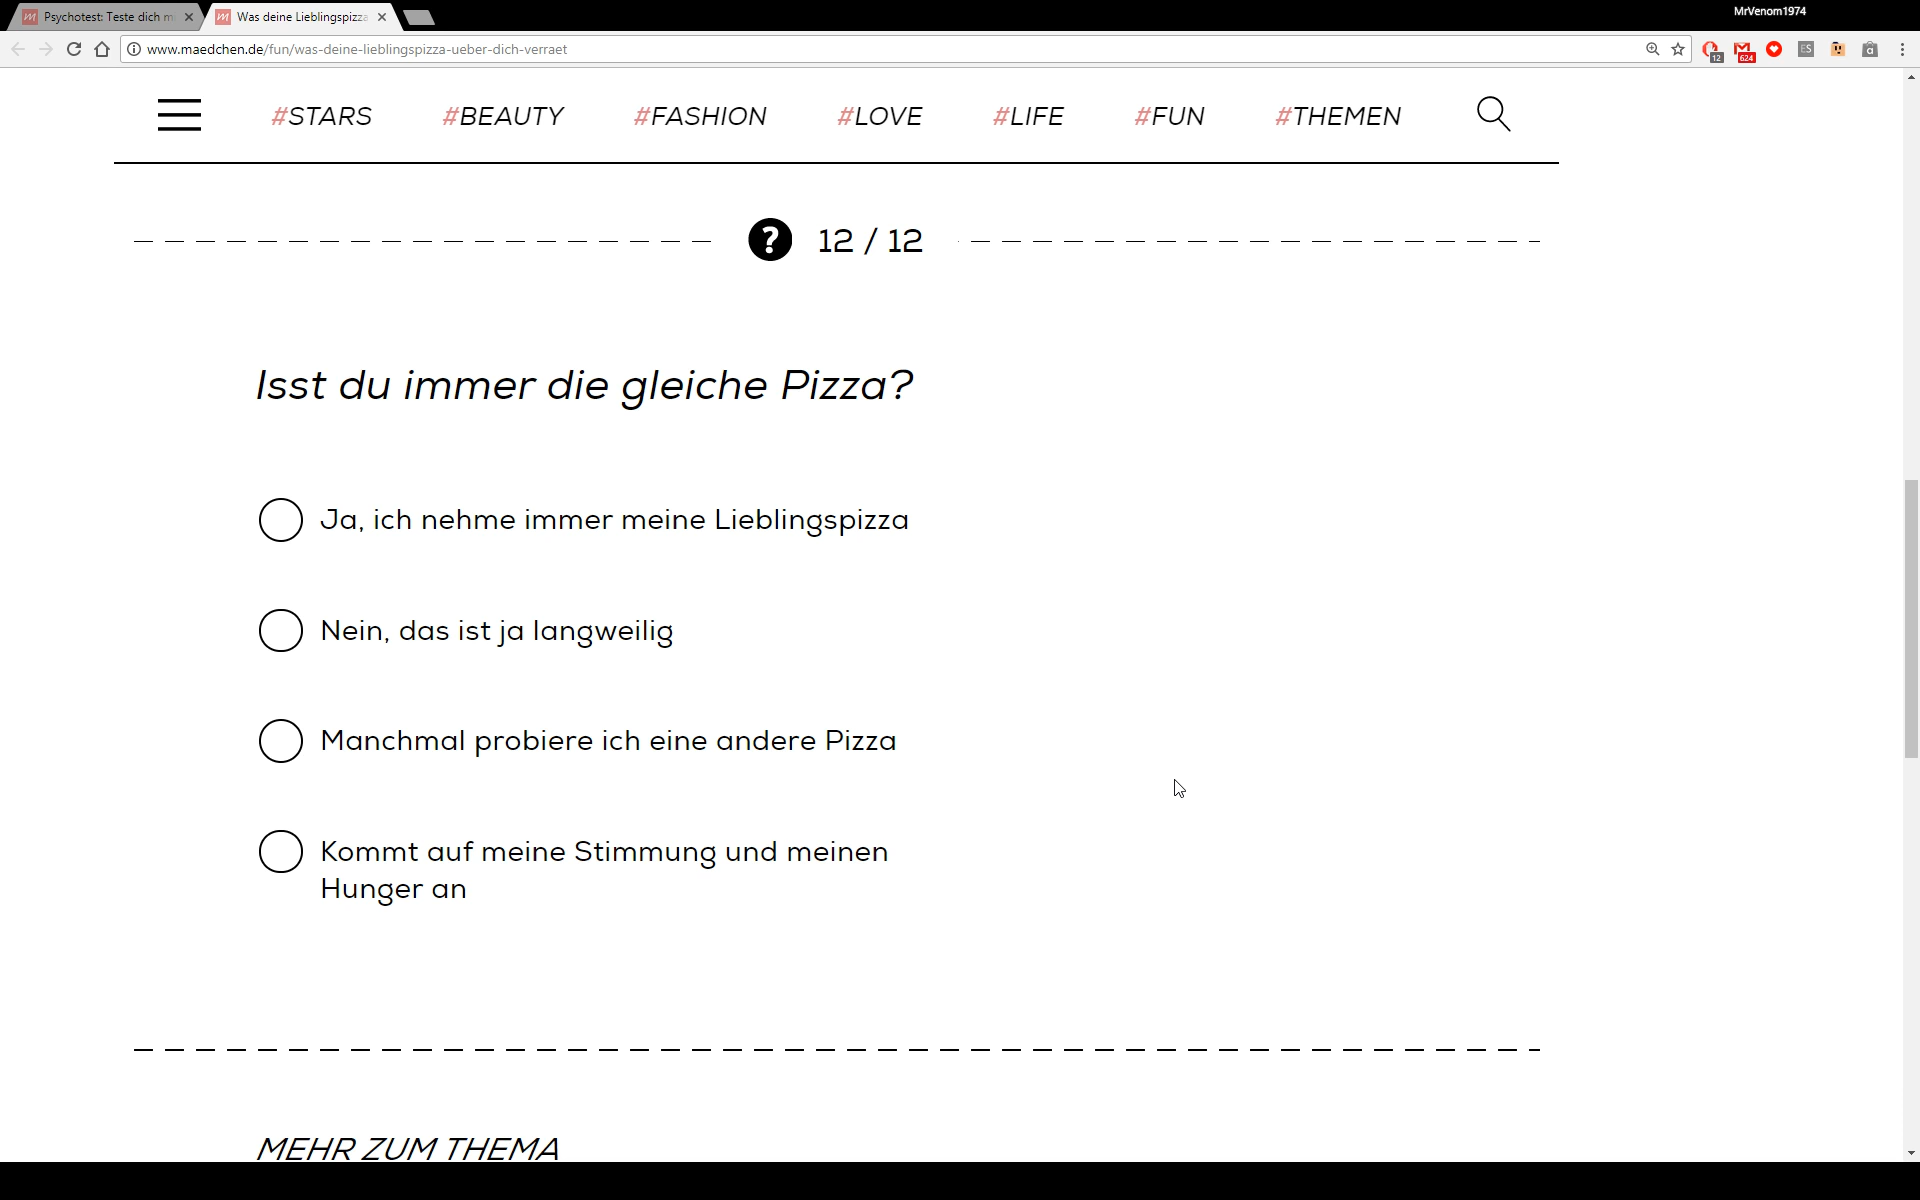 MrVenom1974
Psychotest: Teste dich m
Was deine Lieblingspizza
www.maedchen.de/fun/was-deine-lieblingspizza-ueber-dich-verraet
12
624
ES
a
#STARS #BEAUTY #FASHION #LOVE #LIFE #FUN #THEMEN
? 12 / 12
Isst du immer die gleiche Pizza?
Ja, ich nehme immer meine Lieblingspizza
Nein, das ist ja langweilig
Manchmal probiere ich eine andere Pizza
Kommt auf meine Stimmung und meinen
Hunger an
MEHR ZUM THEMA